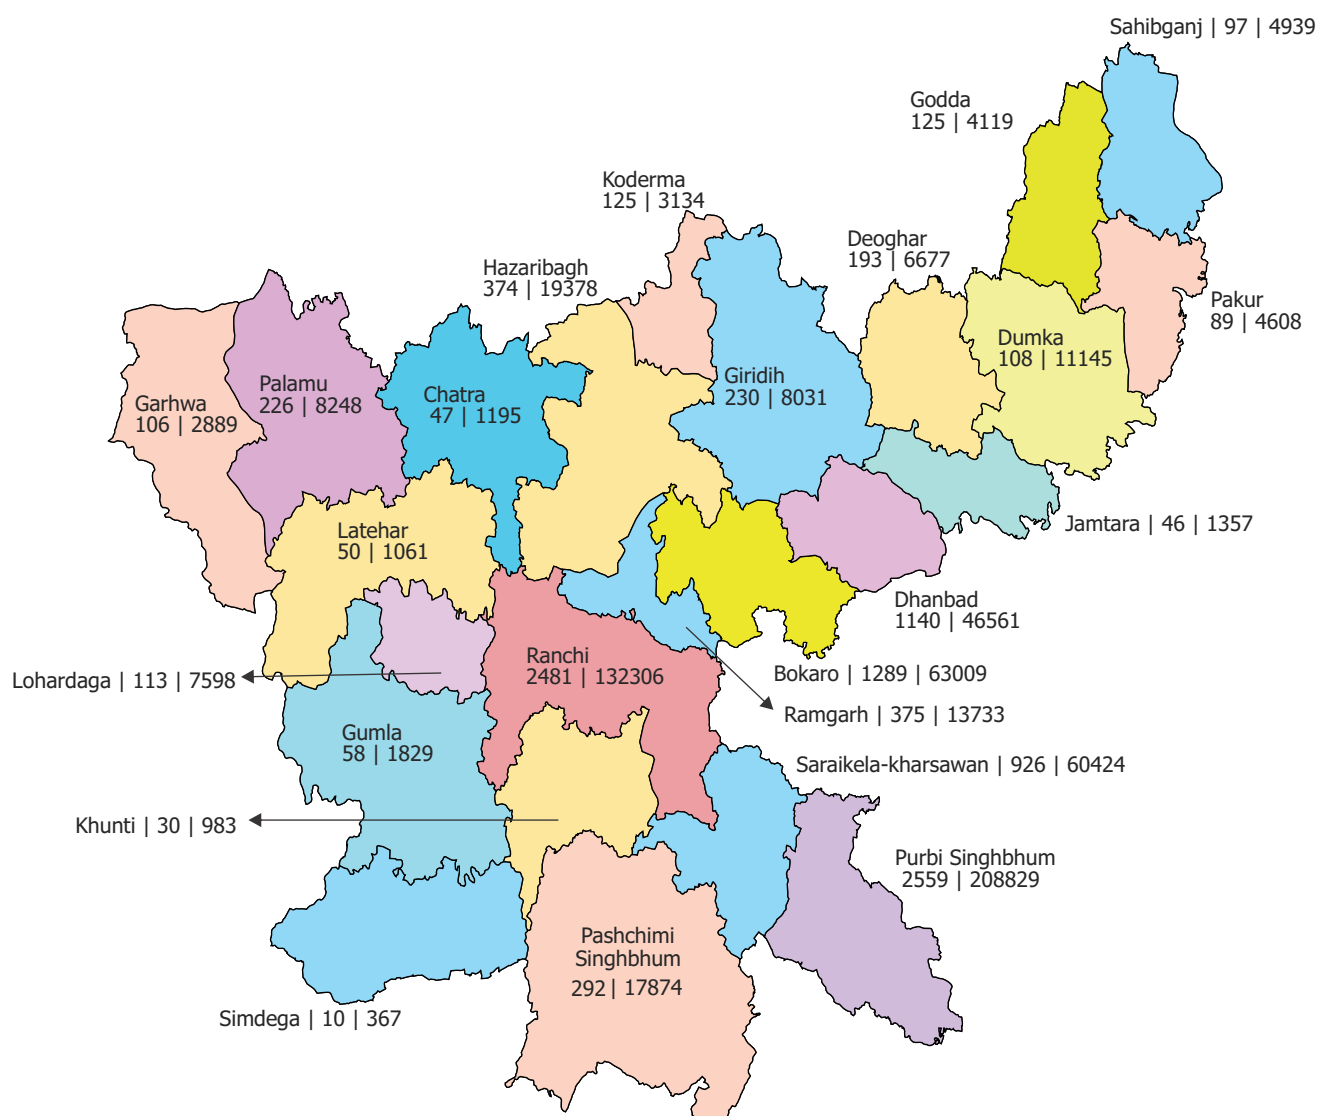 Sahibganj | 97 | 4939
Godda
125 | 4119
Koderma
125 | 3134
Deoghar
193 | 6677
Hazaribagh
374 | 19378
Pakur
89 | 4608
Dumka
108 | 11145
Giridih
230 | 8031
Palamu
226 | 8248
Chatra
47 | 1195
Garhwa
106 | 2889
Latehar
50 | 1061
Jamtara | 46 | 1357
Dhanbad
1140 | 46561
Ranchi
2481 | 132306
Bokaro | 1289 | 63009
Lohardaga | 113 | 7598
Ramgarh | 375 | 13733
Gumla
58 | 1829
Saraikela-kharsawan | 926 | 60424
Khunti | 30 | 983
Purbi Singhbhum
2559 | 208829
Pashchimi
Singhbhum
292 | 17874
Simdega | 10 | 367